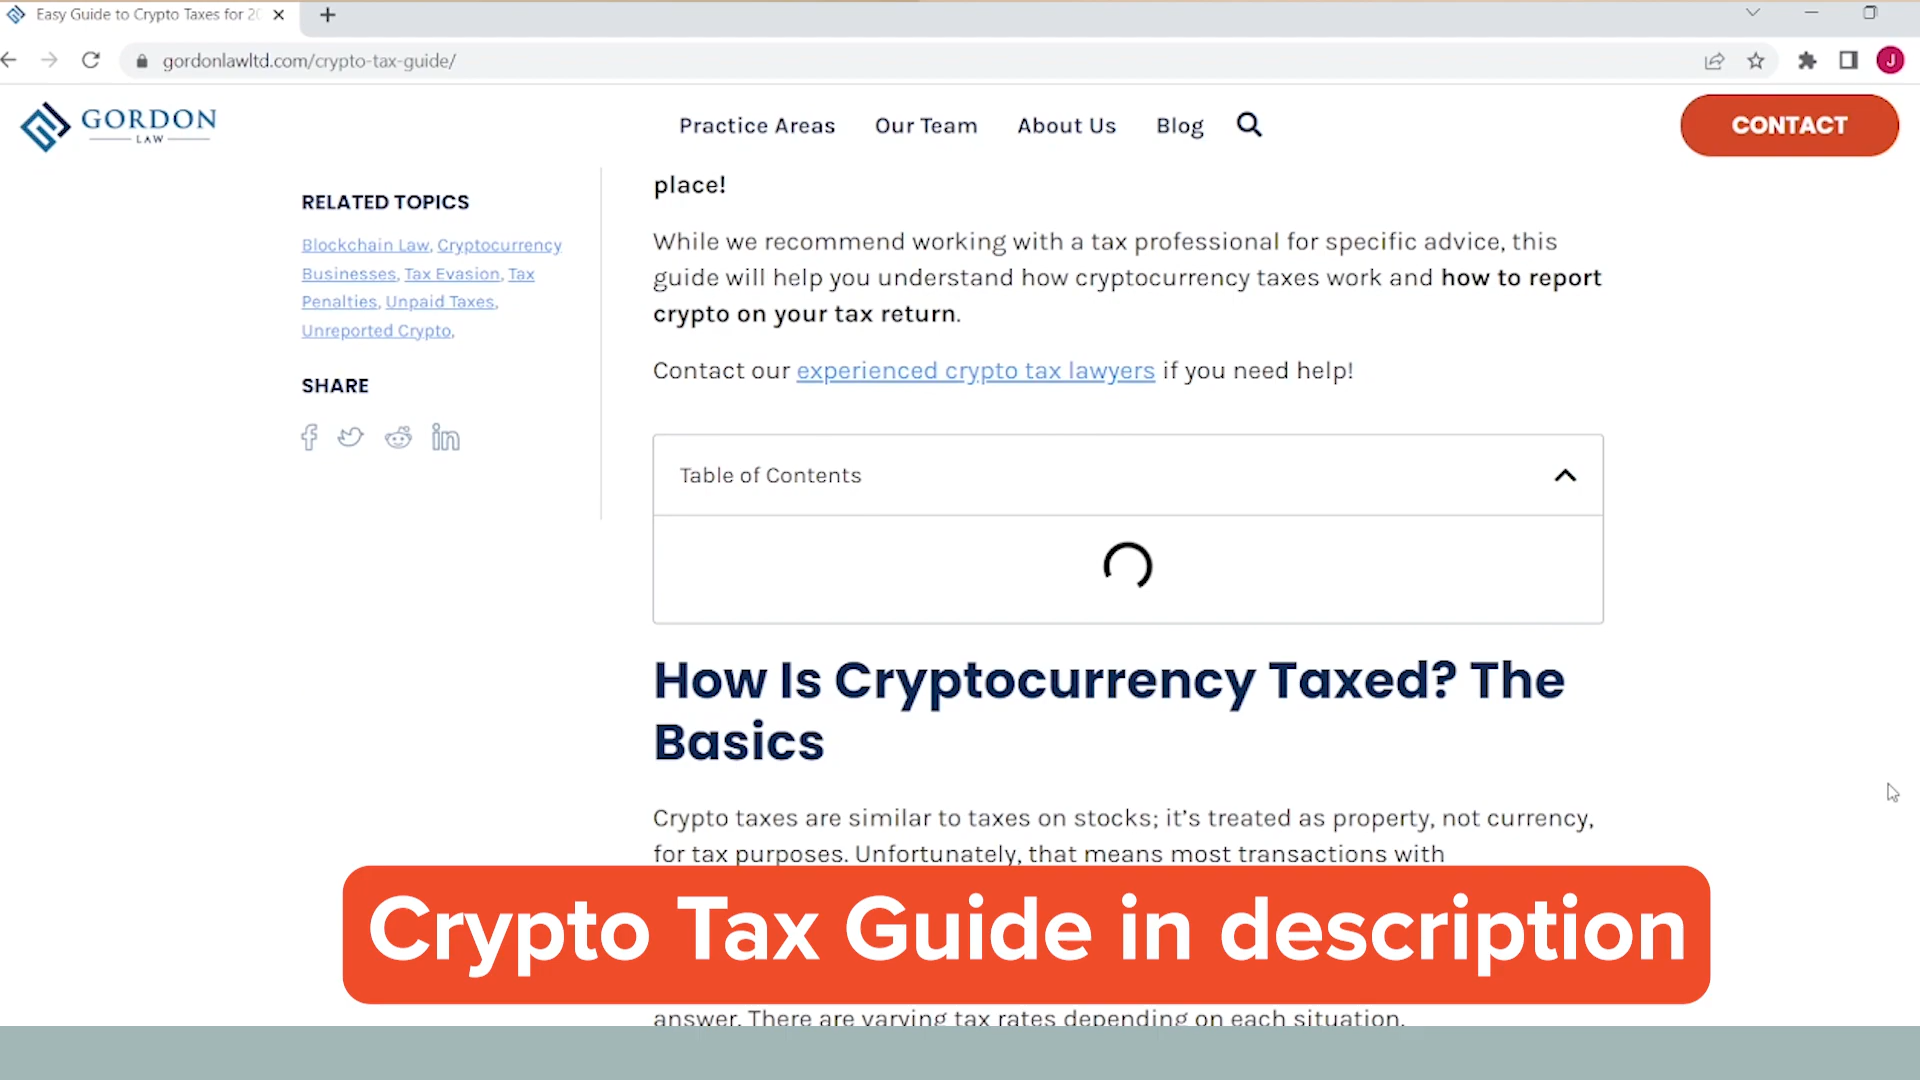 Easy Guide to Crypto Taxes for 20
gordonlawltd.com/crypto-tax-guide/
J
GORDON
LAW
Practice Areas
Our Team
About Us
Blog
CONTACT
RELATED TOPICS
Blockchain Law, Cryptocurrency
Businesses, Tax Evasion, Tax
Penalties, Unpaid Taxes,
Unreported Crypto,
SHARE
place!
While we recommend working with a tax professional for specific advice, this
guide will help you understand how cryptocurrency taxes work and how to report
crypto on your tax return.
Contact our experienced crypto tax lawyers if you need help!
Table of Contents
How Is Cryptocurrency Taxed? The
Basics
Crypto taxes are similar to taxes on stocks; it’s treated as property, not currency,
for tax purposes. Unfortunately, that means most transactions with
Crypto Tax Guide in description
answer. There are varying tax rates depending on each situation.